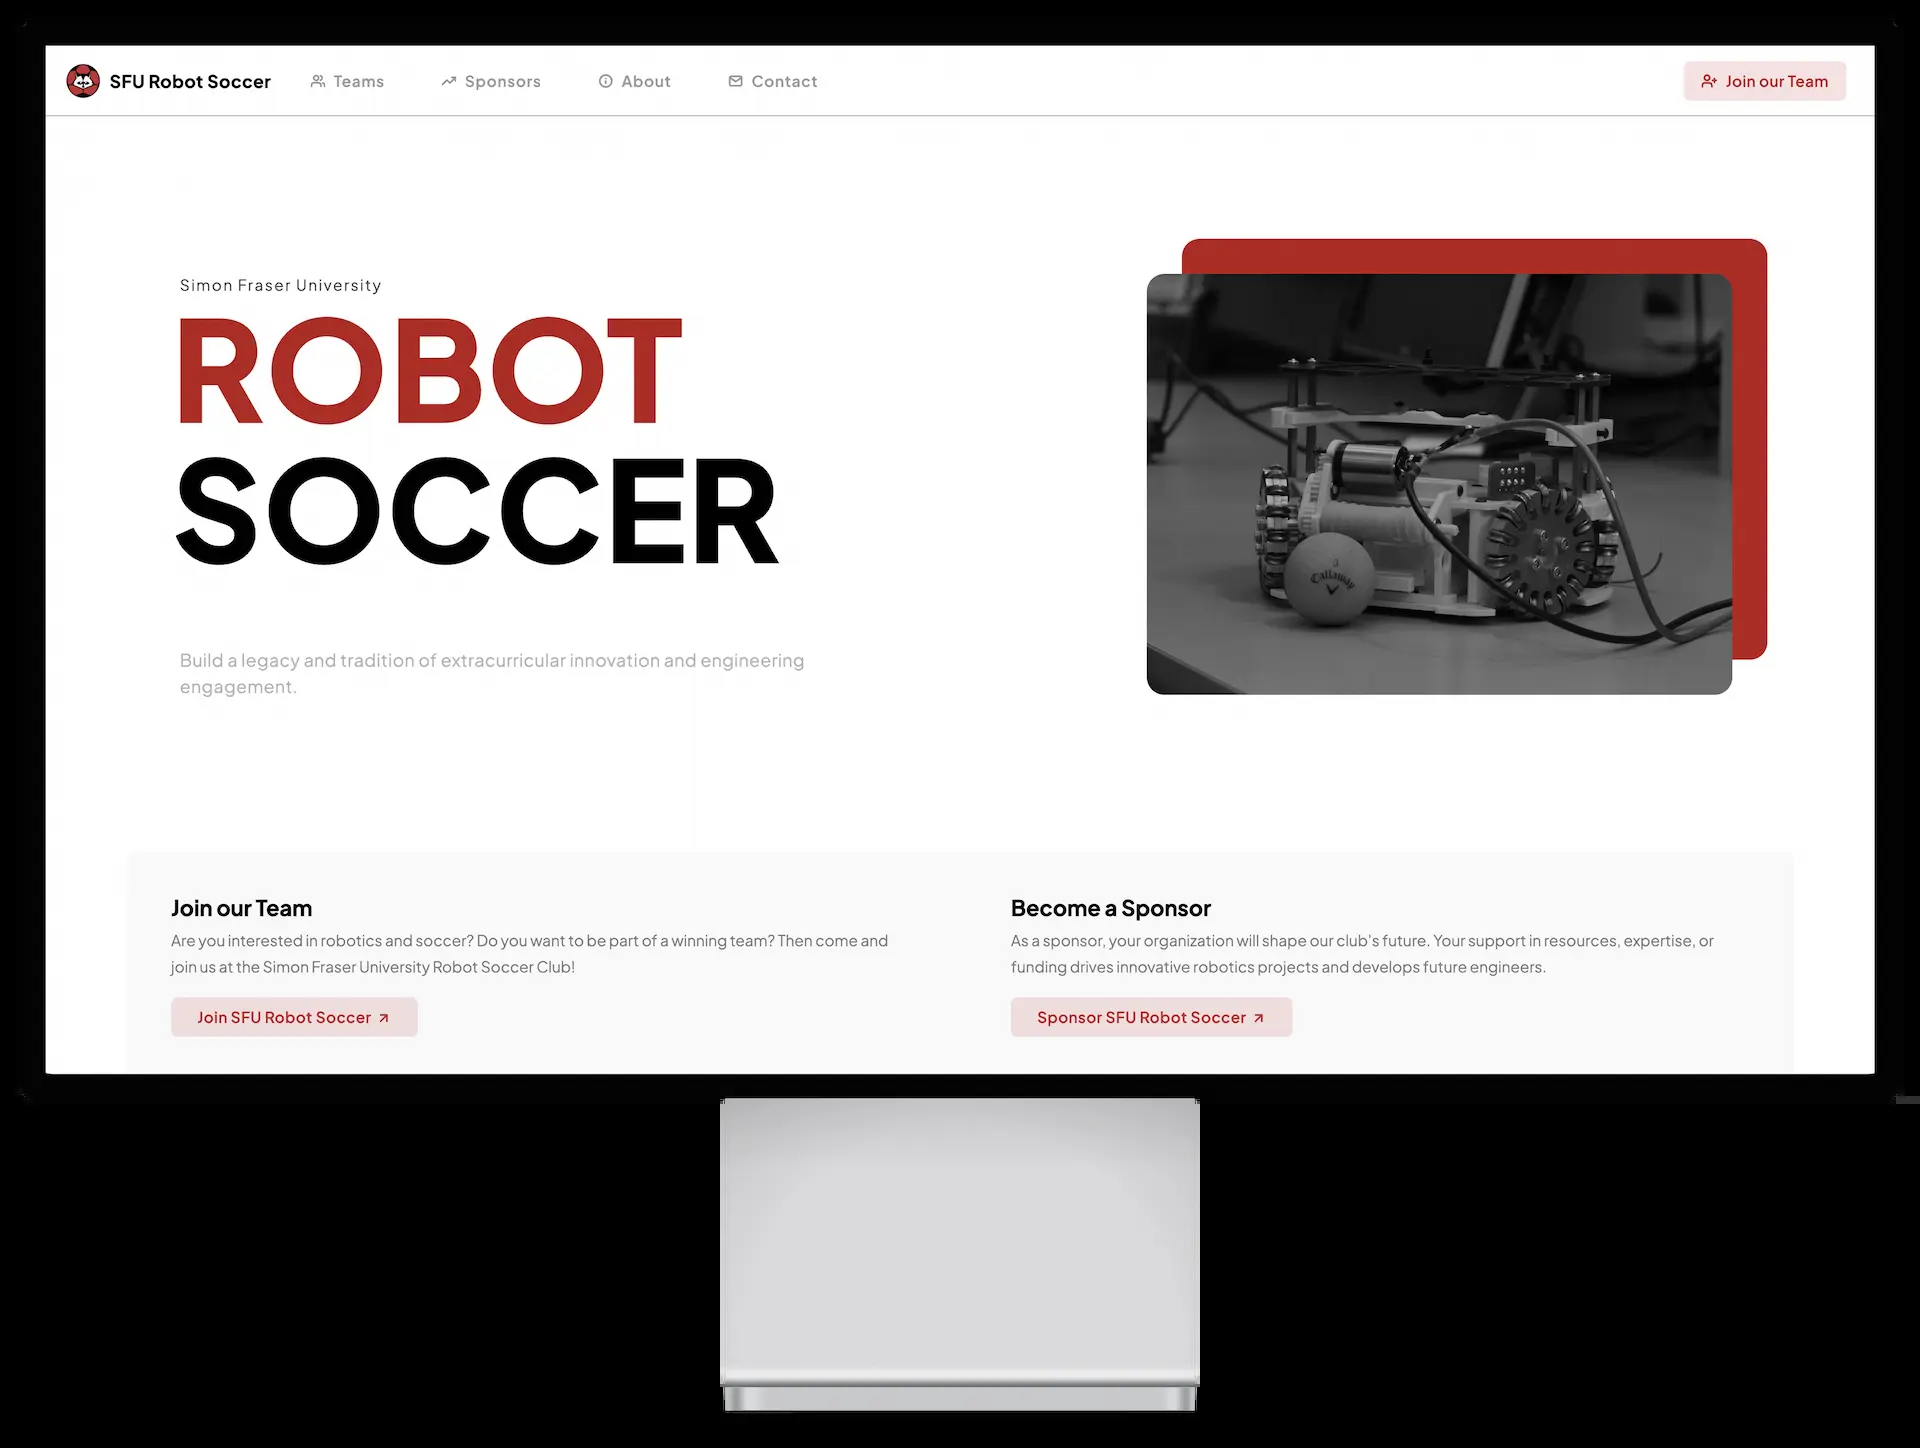 SFU Robot Soccer
Teams
Sponsors
About
Contact
Join our Team
Simon Fraser University
ROBOT
SOCCER
Build a legacy and tradition of extracurricular innovation and engineering
engagement.
3
Callaway
Join our Team
Are you interested in robotics and soccer? Do you want to be part of a winning team? Then come and
join us at the Simon Fraser University Robot Soccer Club!
Join SFU Robot Soccer
Become a Sponsor
As a sponsor, your organization will shape our club's future. Your support in resources, expertise, or
funding drives innovative robotics projects and develops future engineers.
Sponsor SFU Robot Soccer